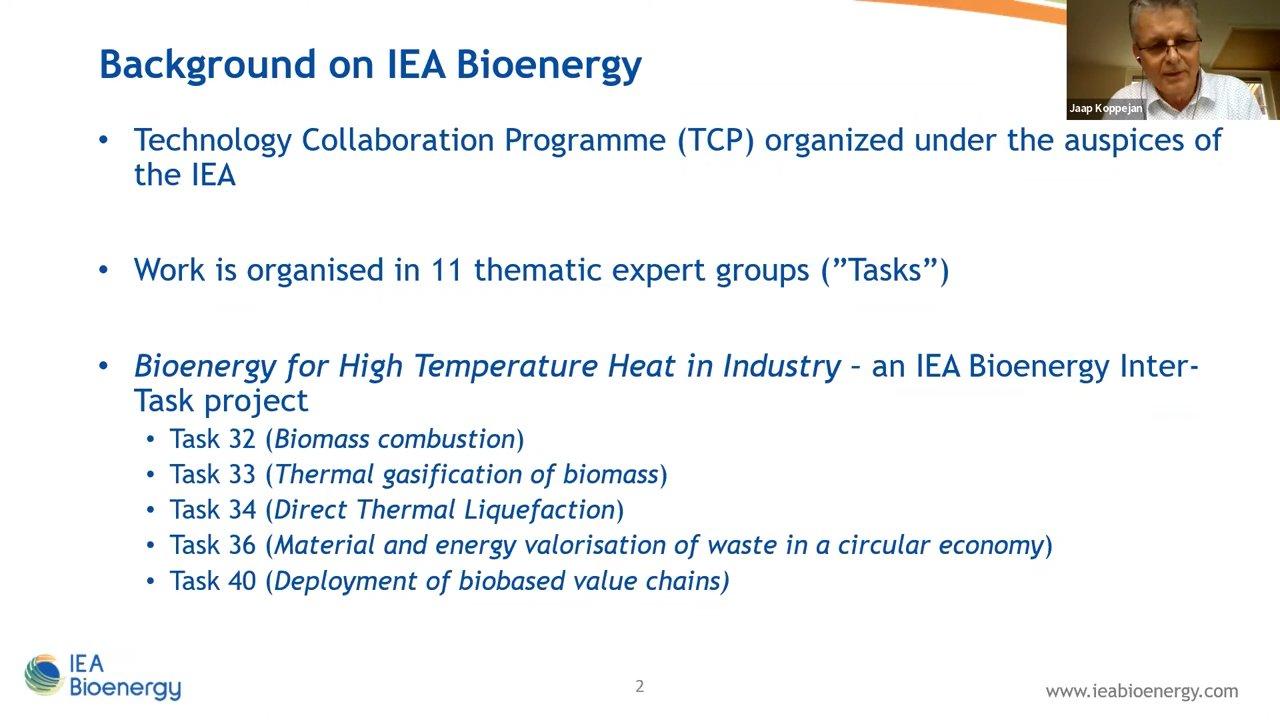 Background on IEA Bioenergy
Jaap Koppejan
• Technology Collaboration Programme (TCP) organized under the auspices of
the IEA
• Work is organised in 11 thematic expert groups (”Tasks”)
• Bioenergy for High Temperature Heat in Industry – an IEA Bioenergy Inter-
Task project
• Task 32 (Biomass combustion)
• Task 33 (Thermal gasification of biomass)
• Task 34 (Direct Thermal Liquefaction)
• Task 36 (Material and energy valorisation of waste in a circular economy)
• Task 40 (Deployment of biobased value chains)
IEA
Bioenergy
2
www.ieabioenergy.com